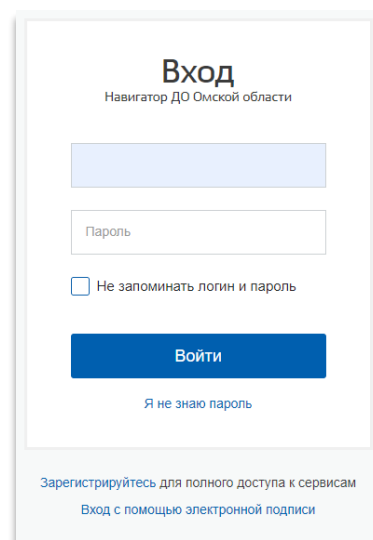 Вход
Навигатор ДО Омской области
Пароль
Не запоминать логин и пароль
Войти
Я не знаю пароль
Зарегистрируйтесь для полного доступа к сервисам
Вход с помощью электронной подписи